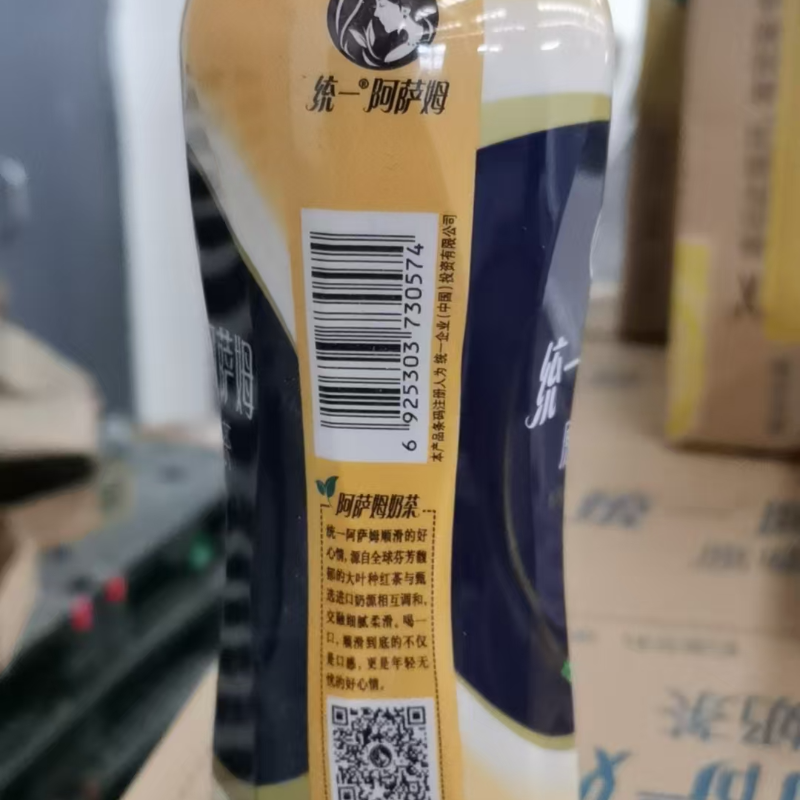 统一®阿萨姆
6 925303 730574
本产品条码注册人为 统一企业(中国)投资有限公司
阿萨姆奶茶
统一阿萨姆顺滑的好
心情,源自全球芬芳馥
郁的大叶种红茶与甄
选进口奶源相互调和,
交融细腻柔滑。喝一
口,顺滑到底的不仅
是口感,更是年轻无
忧的好心情。
统一
奶茶